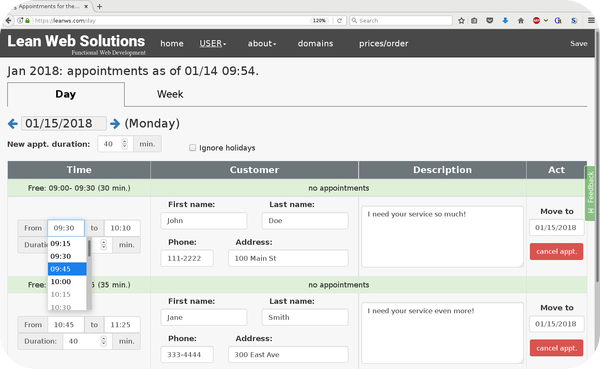 Appointments for the...
https://leanws.com/day
120%
Search
Lean Web Solutions
Functional Web Development
home USER about domains prices/order Save
Jan 2018: appointments as of 01/14 09:54.
Day Week
01/15/2018 (Monday)
New appt. duration: 40 min. Ignore holidays
Time Customer Description Act
Free: 09:00- 09:30 (30 min.) no appointments
First name: Last name:
John Doe
I need your service so much!
Move to
From 09:30 to 10:10
01/15/2018
Phone: Address:
Duration min.
111-2222 100 Main St
cancel appt.
09:15
09:30
09:45
10:00
10:15
10:30
Free (35 min.) no appointments
First name: Last name:
Jane Smith
I need your service even more!
Move to
From 10:45 to 11:25
01/15/2018
Duration: 40 min.
Phone: Address:
333-4444 300 East Ave
cancel appt.
Feedback